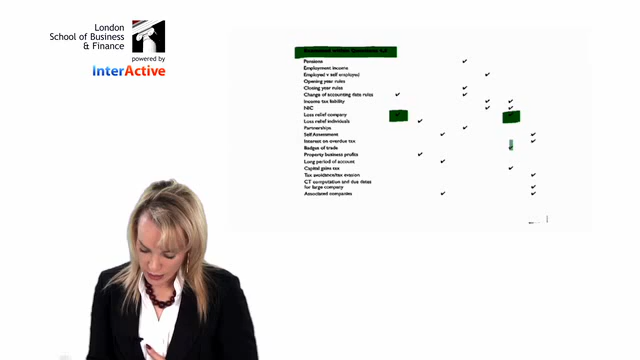 London
School of Business
& Finance
powered by
InterActive
Pensions
Employment income
Employed v self employed
Opening year rules
Closing year rules
Change of accounting date rules
Income tax liability
NIC
Loss relief company
Loss relief individuals
Partnerships
Self Assessment
Interest on overdue tax
Badges of trade
Property business profits
Long period of account
Capital gains tax
Tax avoidance/tax evasion
CT computation and due dates
for large company
Associated companies